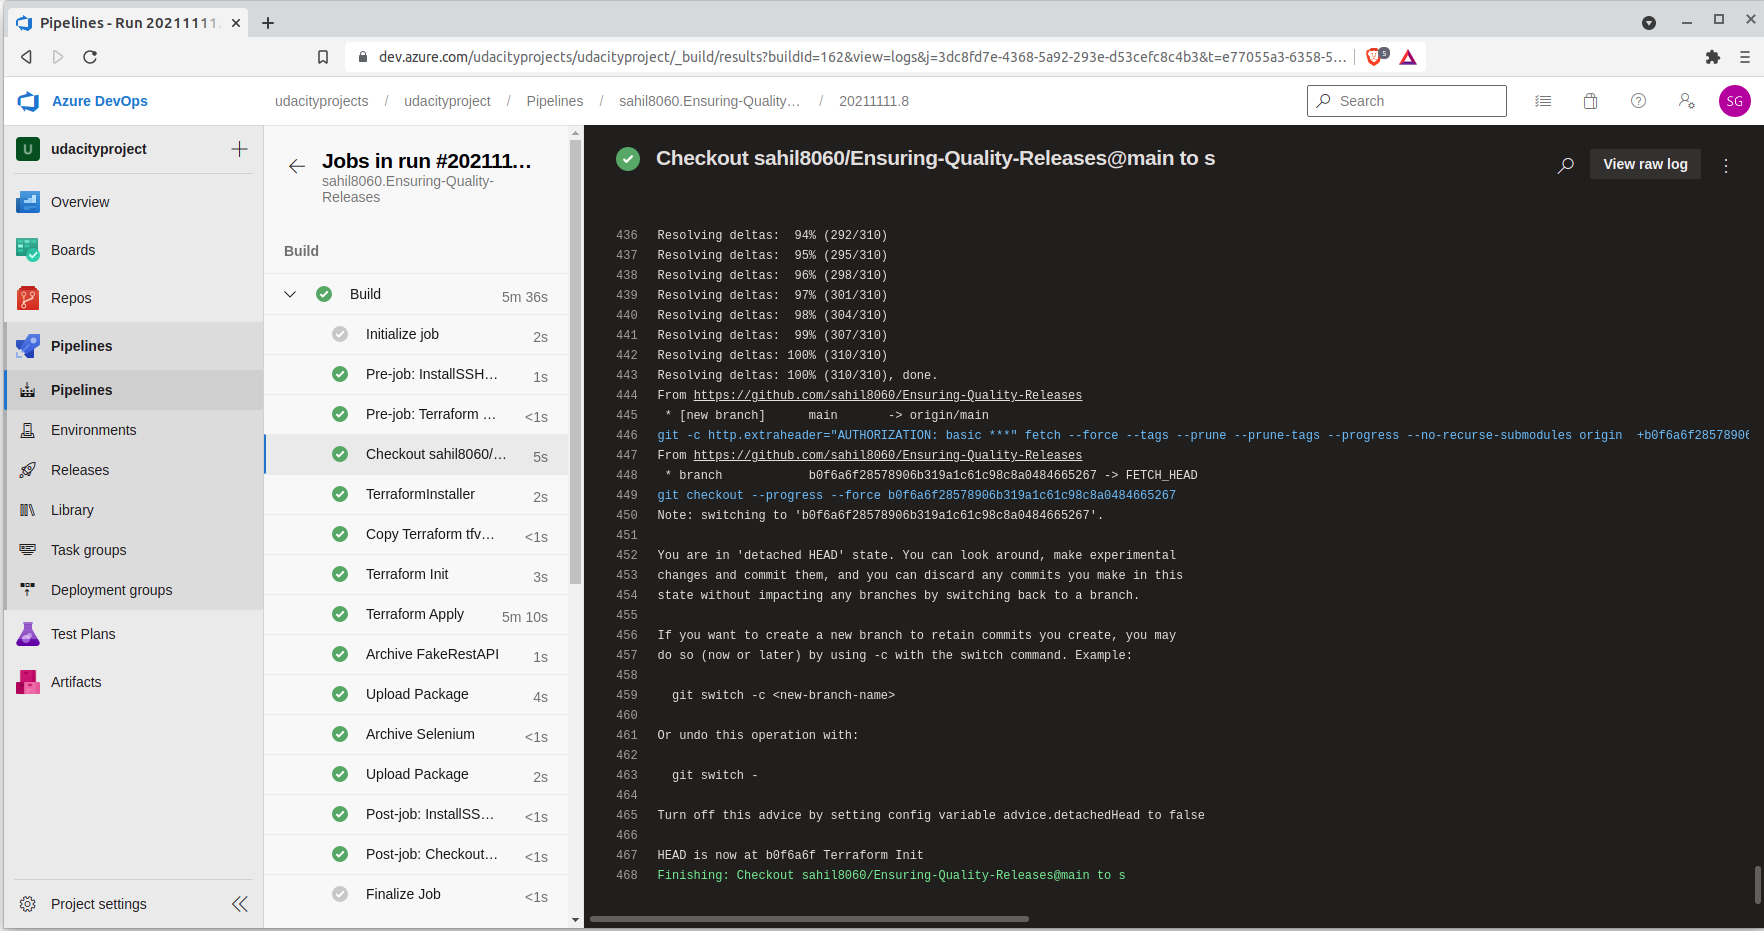 Pipelines - Run 20211111.
dev.azure.com/udacityprojects/udacityproject/_build/results?buildId=162&view=logs&j=3dc8fd7e-4368-5a92-293e-d53cefc8c4b3&t=e77055a3-6358-5...
5
Azure DevOps
udacityprojects / udacityproject / Pipelines / sahil8060.Ensuring-Quality... / 20211111.8
Search
SG
U udacityproject
Overview
Boards
Repos
Pipelines
Pipelines
Environments
Releases
Library
Task groups
Deployment groups
Test Plans
Artifacts
Project settings
Jobs in run #202111...
sahil8060.Ensuring-Quality-
Releases
Build
Build 5m 36s
Initialize job 2s
Pre-job: InstallSSH... 1s
Pre-job: Terraform ... <1s
Checkout sahil8060/... 5s
TerraformInstaller 2s
Copy Terraform tfv... <1s
Terraform Init 3s
Terraform Apply 5m 10s
Archive FakeRestAPI 1s
Upload Package 4s
Archive Selenium <1s
Upload Package 2s
Post-job: InstallSS... <1s
Post-job: Checkout... <1s
Finalize Job <1s
Checkout sahil8060/Ensuring-Quality-Releases@main to s
View raw log
436 Resolving deltas:  94% (292/310)
437 Resolving deltas:  95% (295/310)
438 Resolving deltas:  96% (298/310)
439 Resolving deltas:  97% (301/310)
440 Resolving deltas:  98% (304/310)
441 Resolving deltas:  99% (307/310)
442 Resolving deltas: 100% (310/310)
443 Resolving deltas: 100% (310/310), done.
444 From https://github.com/sahil8060/Ensuring-Quality-Releases
445  * [new branch]      main       -> origin/main
446 git -c http.extraheader="AUTHORIZATION: basic ***" fetch --force --tags --prune --prune-tags --progress --no-recurse-submodules origin  +b0f6a6f28578906
447 From https://github.com/sahil8060/Ensuring-Quality-Releases
448  * branch            b0f6a6f28578906b319a1c61c98c8a0484665267 -> FETCH_HEAD
449 git checkout --progress --force b0f6a6f28578906b319a1c61c98c8a0484665267
450 Note: switching to 'b0f6a6f28578906b319a1c61c98c8a0484665267'.
451
452 You are in 'detached HEAD' state. You can look around, make experimental
453 changes and commit them, and you can discard any commits you make in this
454 state without impacting any branches by switching back to a branch.
455
456 If you want to create a new branch to retain commits you create, you may
457 do so (now or later) by using -c with the switch command. Example:
458
459   git switch -c <new-branch-name>
460
461 Or undo this operation with:
462
463   git switch -
464
465 Turn off this advice by setting config variable advice.detachedHead to false
466
467 HEAD is now at b0f6a6f Terraform Init
468 Finishing: Checkout sahil8060/Ensuring-Quality-Releases@main to s